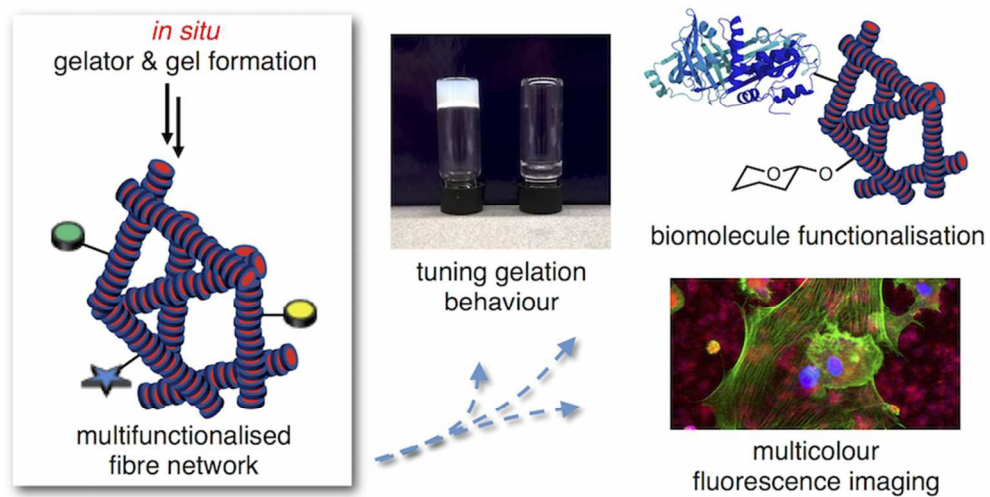 in situ
gelator & gel formation
multifunctionalised
fibre network
tuning gelation
behaviour
O
O
biomolecule functionalisation
multicolour
fluorescence imaging